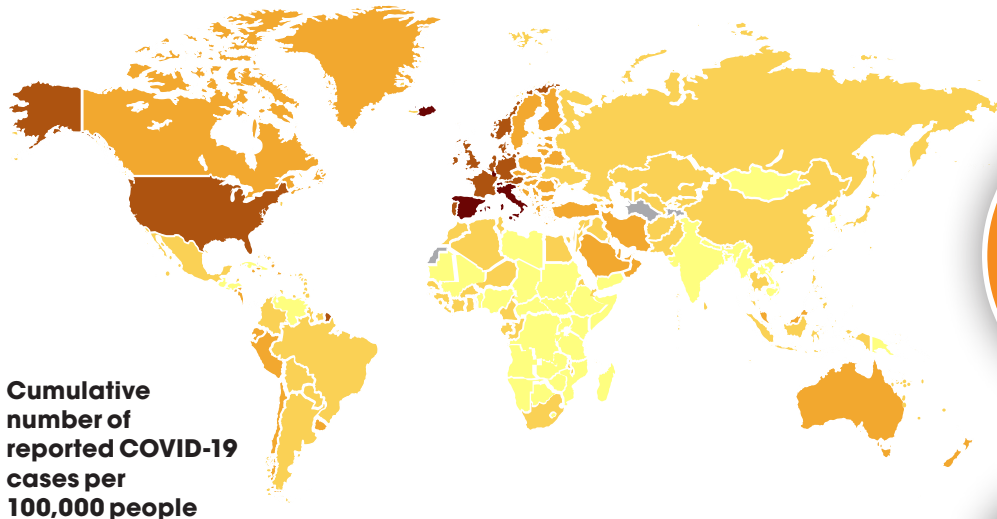 Cumulative
number of
reported COVID-19
cases per
100,000 people